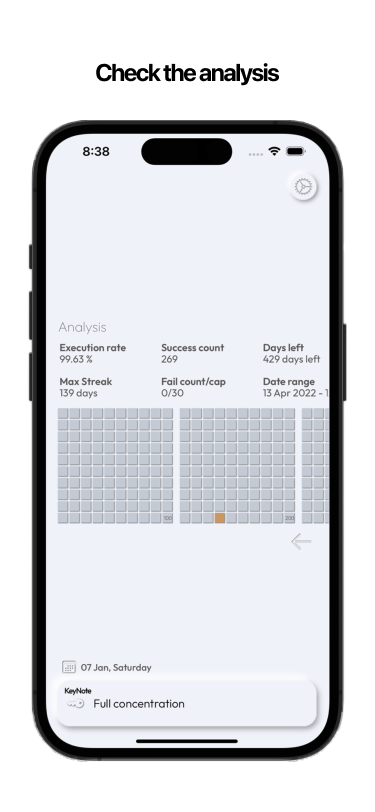 Check the analysis
8:38
Analysis
Execution rate
99.63 %
Success count
269
Days left
429 days left
Max Streak
139 days
Fail count/cap
0/30
Date range
13 Apr 2022 - 1
100
200
07 Jan, Saturday
KeyNote
Full concentration